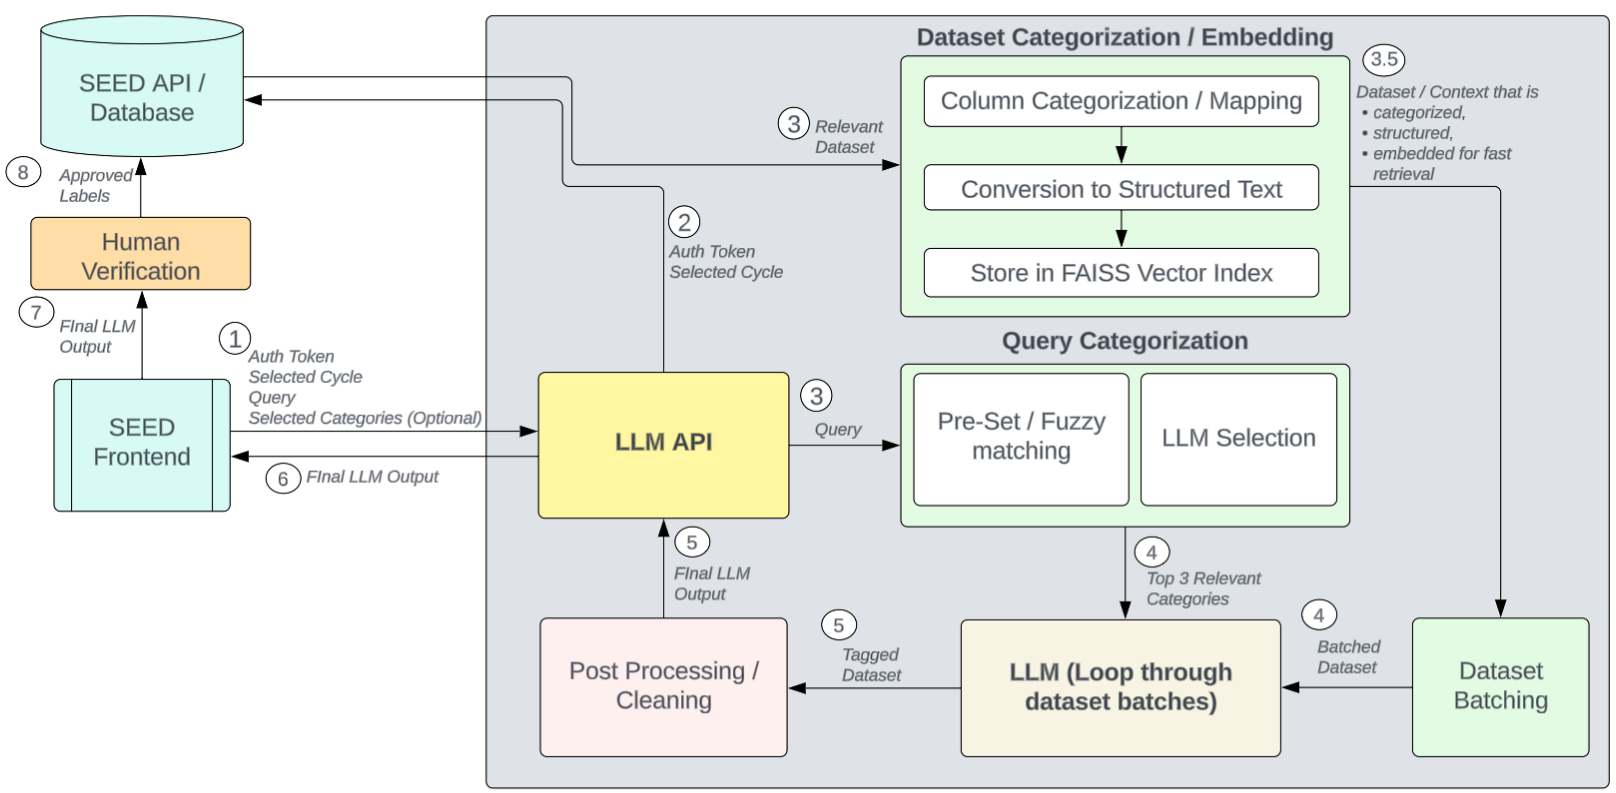 SEED API /
Database
8
Approved
Labels
Human
Verification
7
FInal LLM
Output
1
Auth Token
Selected Cycle
Query
Selected Categories (Optional)
SEED
Frontend
6
FInal LLM Output
Dataset Categorization / Embedding
Column Categorization / Mapping
Conversion to Structured Text
Store in FAISS Vector Index
3
Relevant
Dataset
3.5
Dataset / Context that is
• categorized,
• structured,
• embedded for fast
retrieval
2
Auth Token
Selected Cycle
LLM API
3
Query
Query Categorization
Pre-Set / Fuzzy
matching
LLM Selection
4
Top 3 Relevant
Categories
5
FInal LLM
Output
Post Processing /
Cleaning
5
Tagged
Dataset
LLM (Loop through
dataset batches)
4
Batched
Dataset
Dataset
Batching